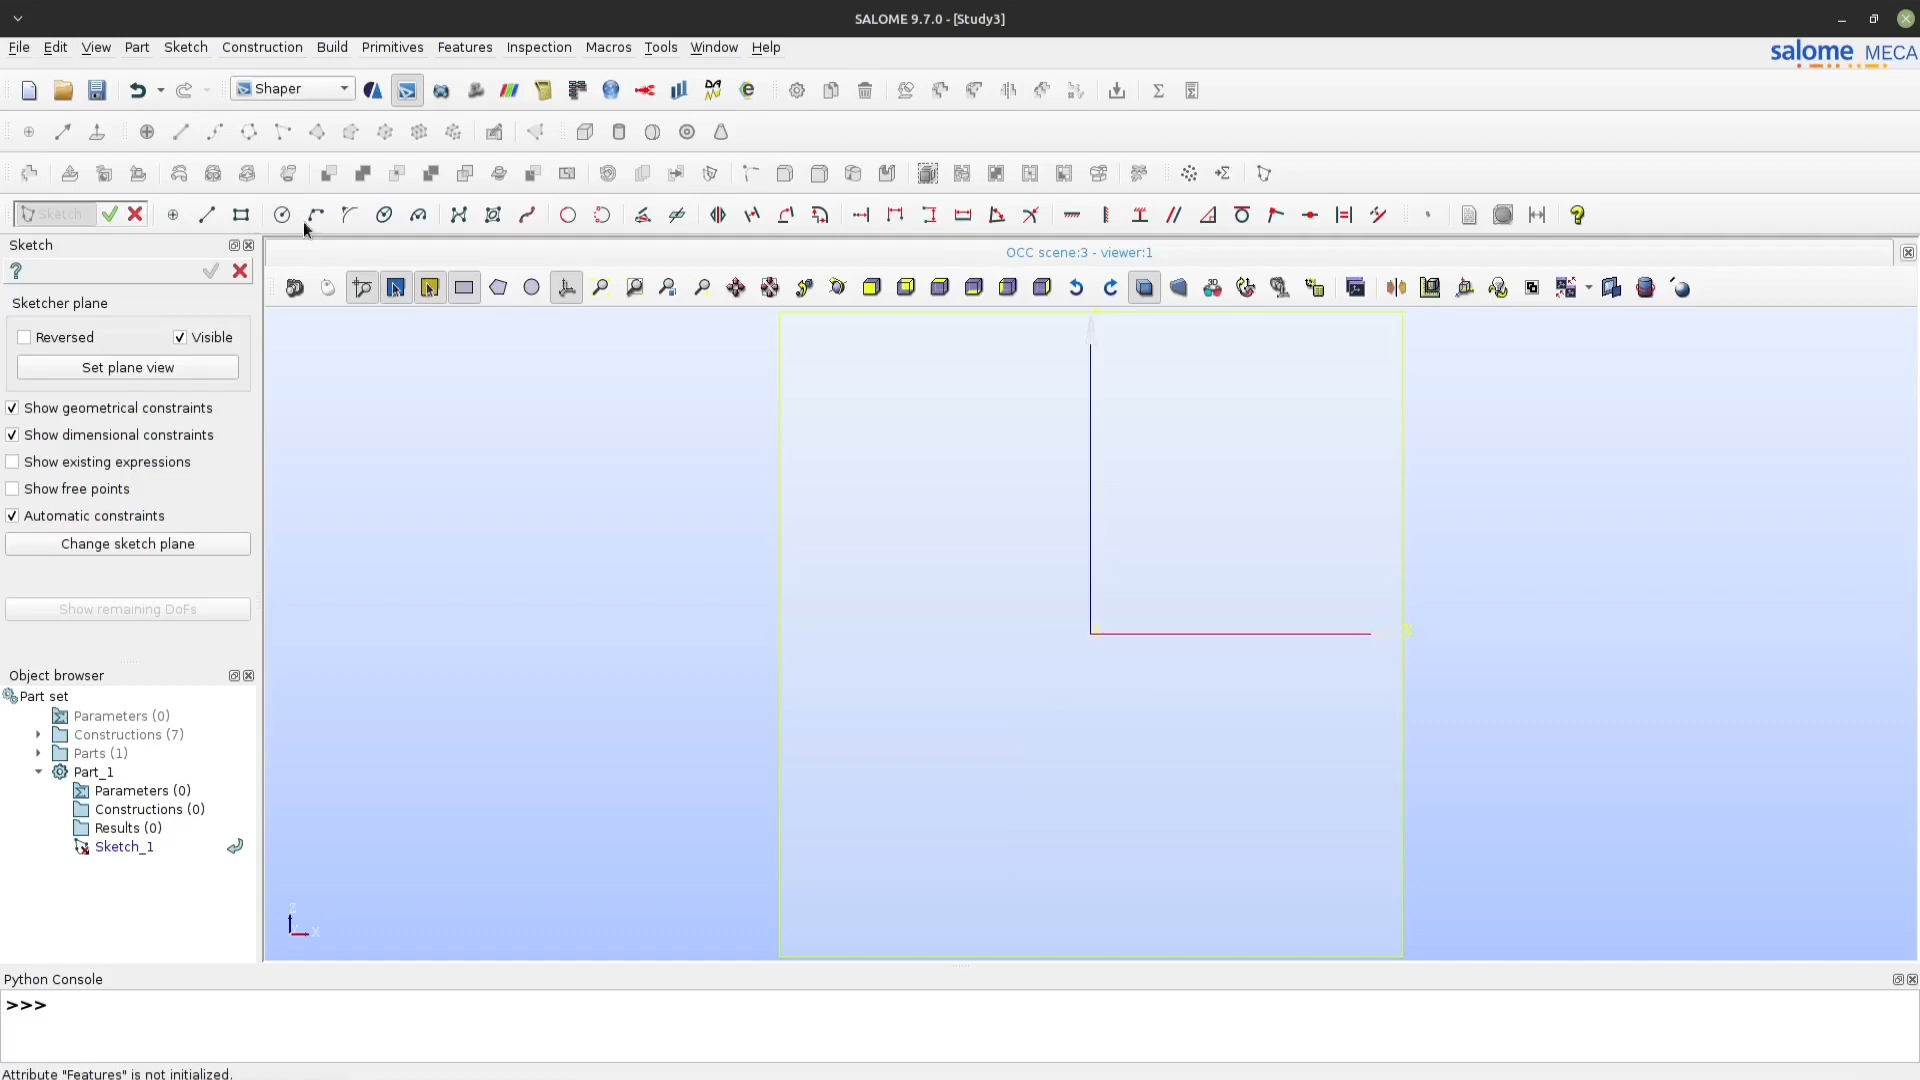 SALOME 9.7.0 - [Study3]
File Edit View Part Sketch Construction Build Primitives Features Inspection Macros Tools Window Help
salome MECA
Shaper
Sketch
Sketch
OCC scene:3 - viewer:1
?
Sketcher plane
Reversed Visible
Set plane view
Show geometrical constraints
Show dimensional constraints
Show existing expressions
Show free points
Automatic constraints
Change sketch plane
Show remaining DoFs
Object browser
Part set
Parameters (0)
Constructions (7)
Parts (1)
Part_1
Parameters (0)
Constructions (0)
Results (0)
Sketch_1
Z
X
Python Console
>>>
Attribute "Features" is not initialized.